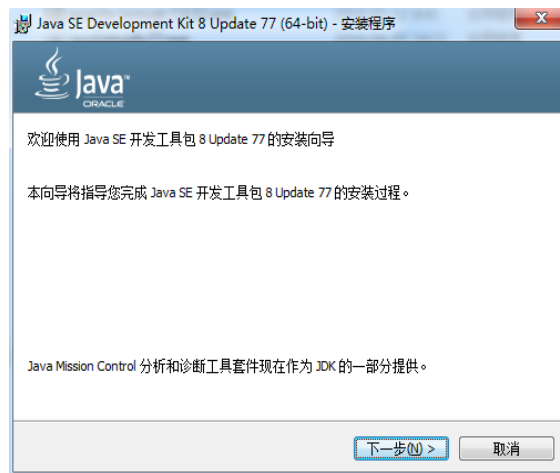 Java SE Development Kit 8 Update 77 (64-bit) - 安装程序
Java™
ORACLE
欢迎使用 Java SE 开发工具包 8 Update 77 的安装向导
本向导将指导您完成 Java SE 开发工具包 8 Update 77 的安装过程。
Java Mission Control 分析和诊断工具套件现在作为 JDK 的一部分提供。
下一步(N) >
取消